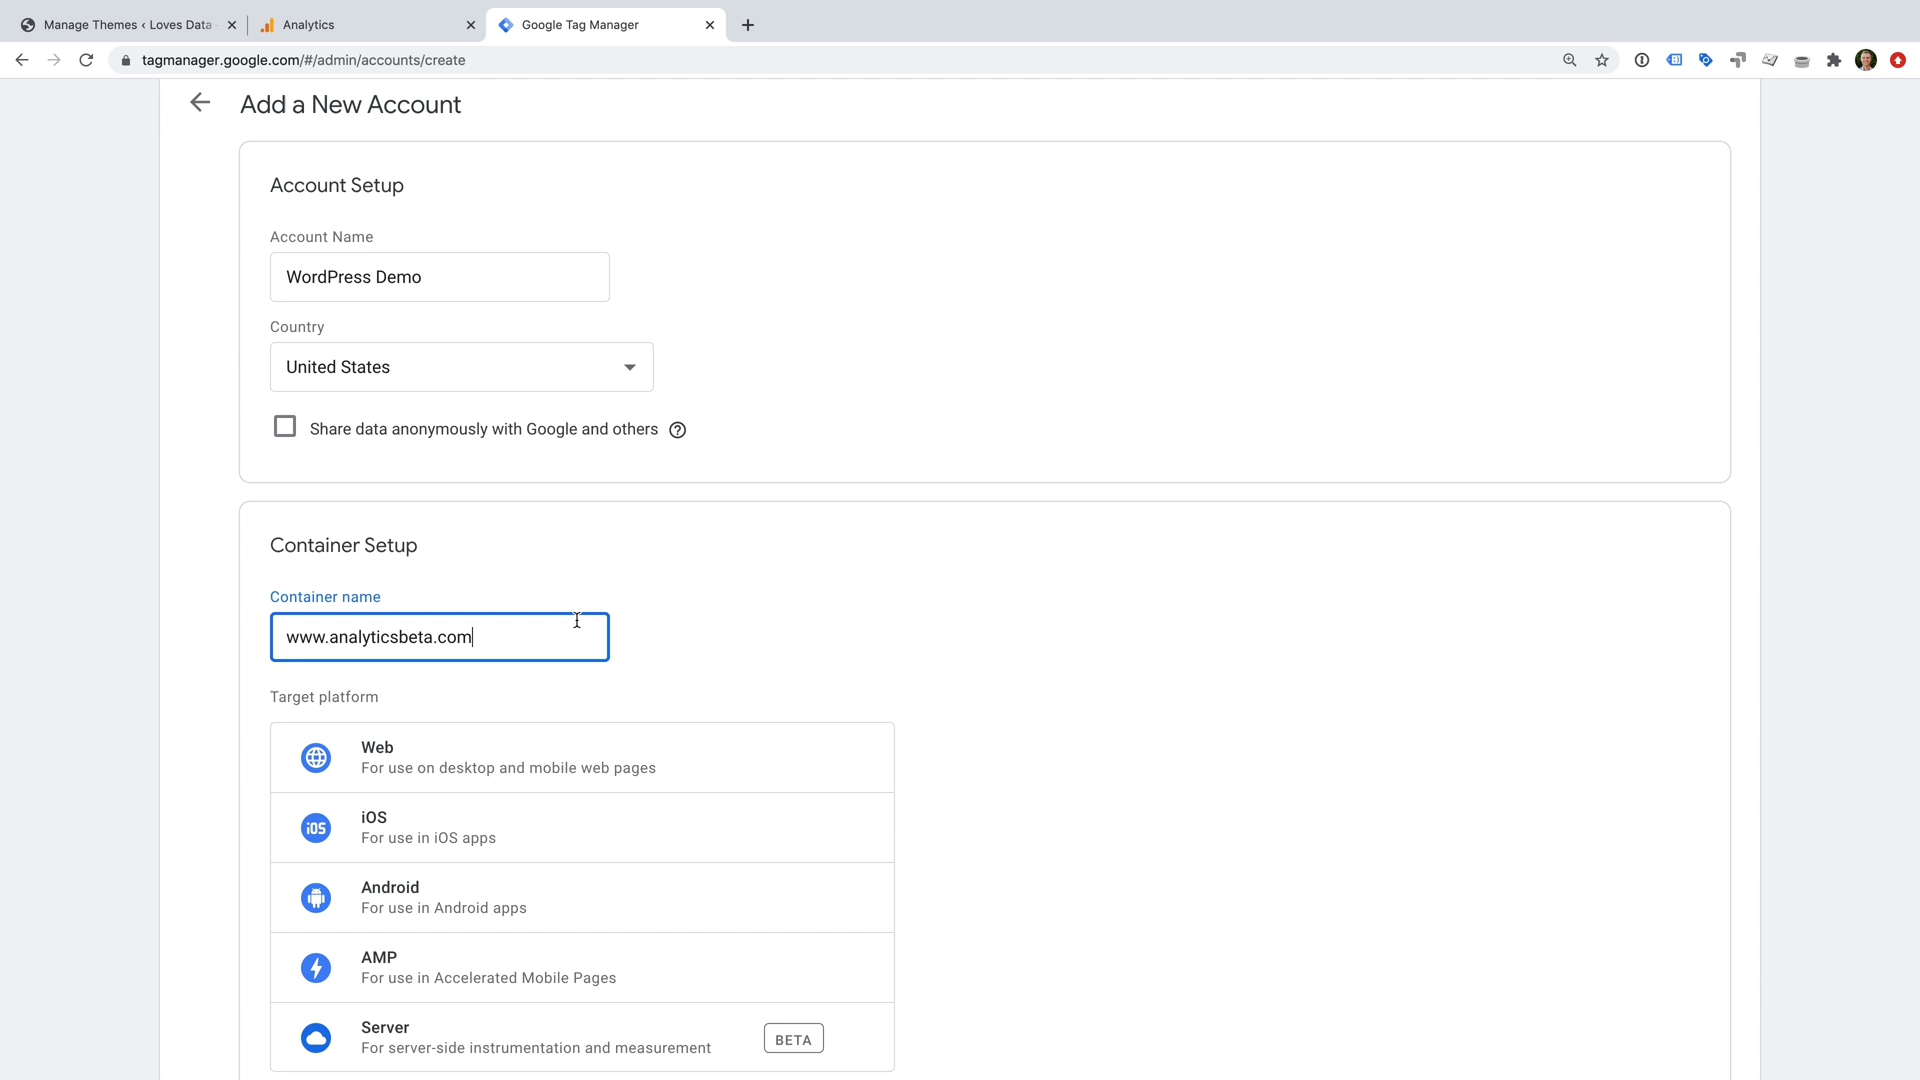 Manage Themes ‹ Loves Data
Analytics
Google Tag Manager
tagmanager.google.com/#/admin/accounts/create
Add a New Account
Account Setup
Account Name
WordPress Demo
Country
United States
Share data anonymously with Google and others
Container Setup
Container name
www.analyticsbeta.com
Target platform
Web
For use on desktop and mobile web pages
iOS
iOS
For use in iOS apps
Android
For use in Android apps
AMP
For use in Accelerated Mobile Pages
Server
For server-side instrumentation and measurement
BETA